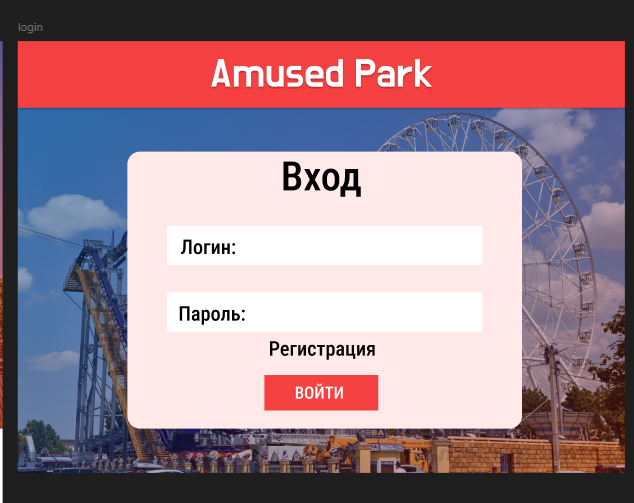 login
Amused Park
Вход
Логин:
Пароль:
Регистрация
ВОЙТИ